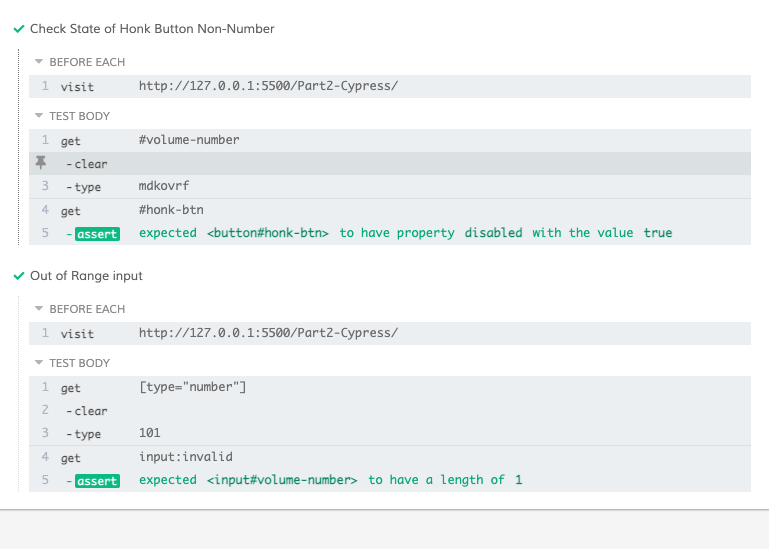 Check State of Honk Button Non-Number
BEFORE EACH
1 visit http://127.0.0.1:5500/Part2-Cypress/
TEST BODY
1 get #volume-number
-clear
3 -type mdkovrf
4 get #honk-btn
5 -assert expected <button#honk-btn> to have property disabled with the value true
Out of Range input
BEFORE EACH
1 visit http://127.0.0.1:5500/Part2-Cypress/
TEST BODY
1 get [type="number"]
2 -clear
3 -type 101
4 get input:invalid
5 -assert expected <input#volume-number> to have a length of 1